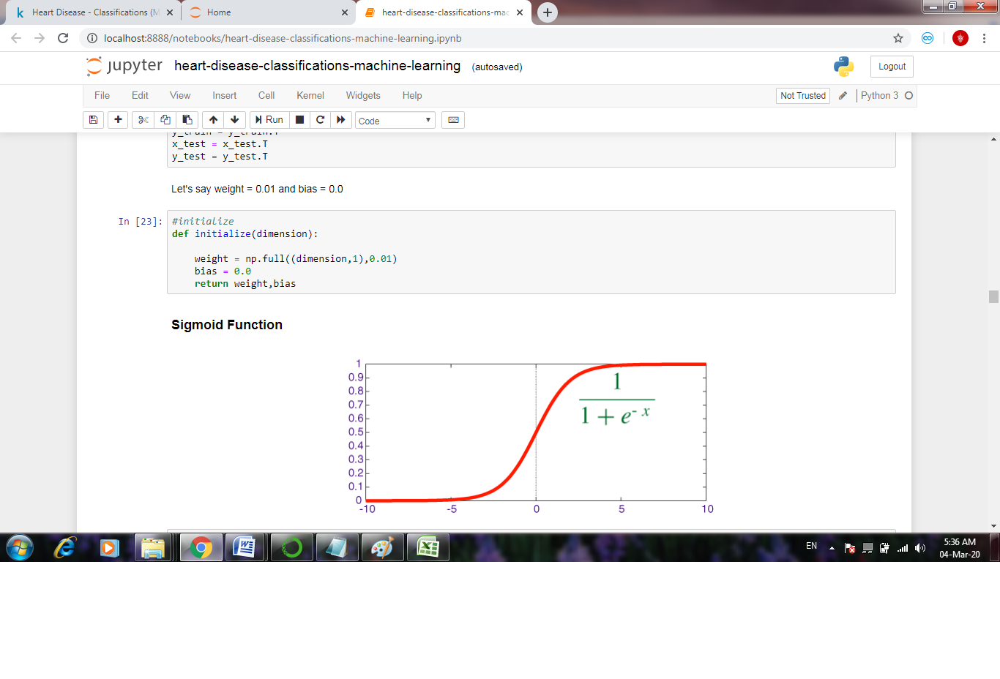 Heart Disease - Classifications (M
Home
heart-disease-classifications-mac
localhost:8888/notebooks/heart-disease-classifications-machine-learning.ipynb
jupyter heart-disease-classifications-machine-learning (autosaved)
Logout
File Edit View Insert Cell Kernel Widgets Help
Not Trusted
Python 3
Run
Code
y_train = y_train.T
x_test = x_test.T
y_test = y_test.T
Let's say weight = 0.01 and bias = 0.0
In [23]:
#initialize
def initialize(dimension):
weight = np.full((dimension,1),0.01)
bias = 0.0
return weight,bias
Sigmoid Function
1
0.9
0.8
0.7
0.6
0.5
0.4
0.3
0.2
0.1
0
1
1 + e- x
-10 -5 0 5 10
EN
5:36 AM
04-Mar-20